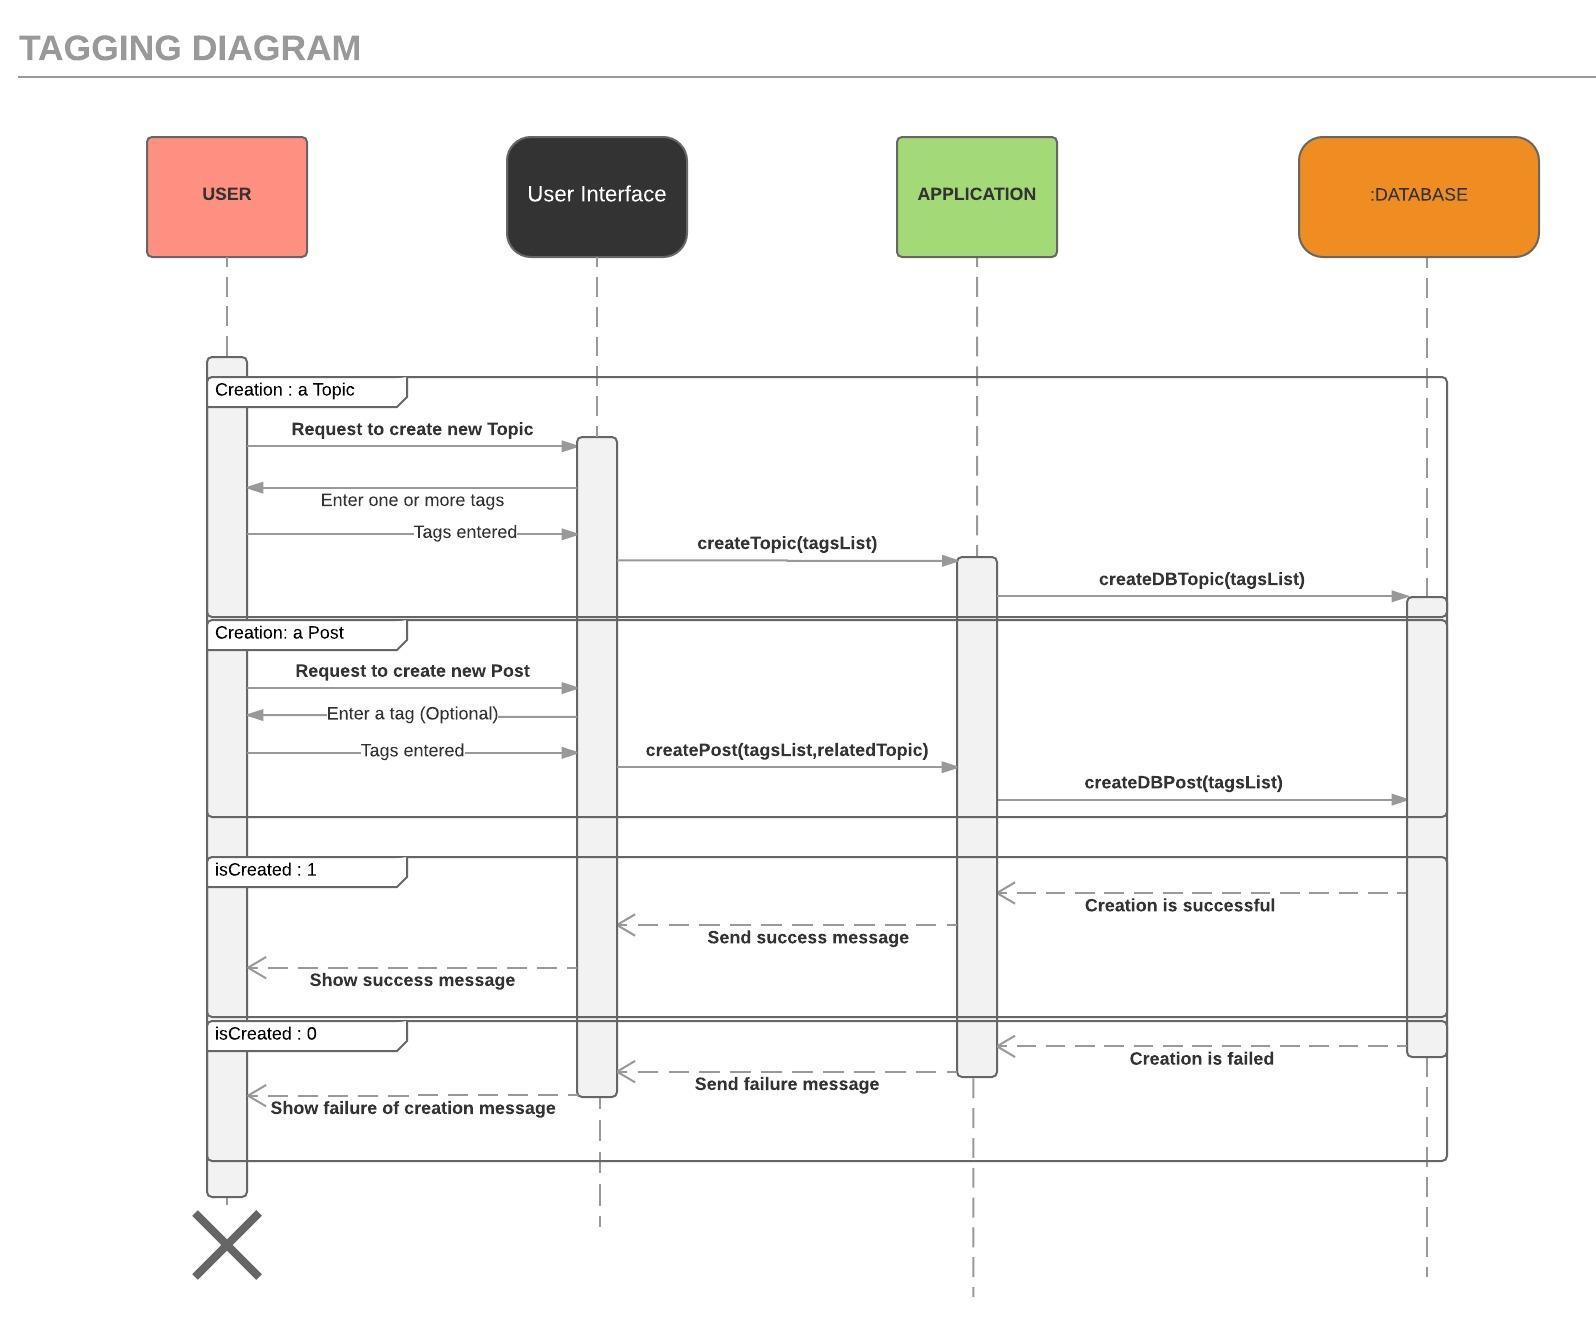 TAGGING DIAGRAM
USER
User Interface
APPLICATION
:DATABASE
Creation : a Topic
Request to create new Topic
Enter one or more tags
Tags entered
createTopic(tagsList)
createDBTopic(tagsList)
Creation: a Post
Request to create new Post
Enter a tag (Optional)
Tags entered
createPost(tagsList,relatedTopic)
createDBPost(tagsList)
isCreated : 1
Creation is successful
Send success message
Show success message
isCreated : 0
Creation is failed
Send failure message
Show failure of creation message